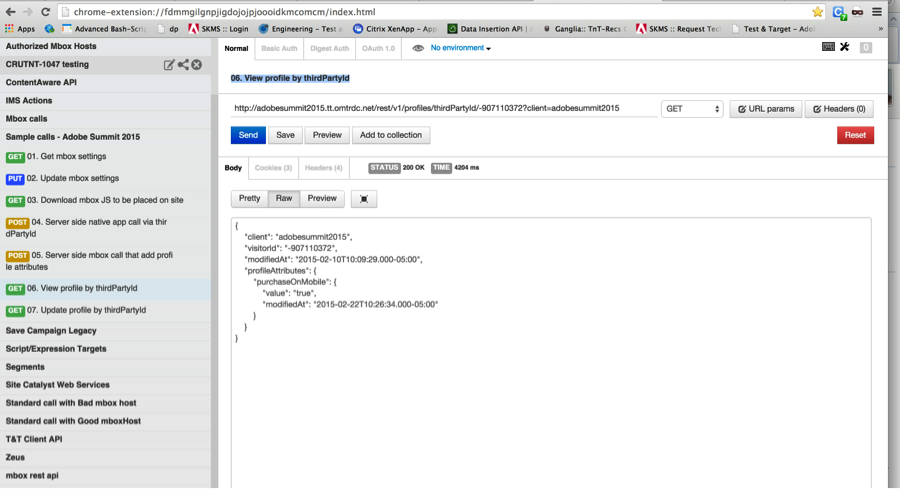 chrome-extension://fdmmgilgnpjigdojojpjoooidkmcomcm/index.html
Apps
Advanced Bash-Scrip
dp
SKMS :: Login
Engineering - Test a
Citrix XenApp - App
Data Insertion API /
Ganglia:: TnT-Recs C
SKMS :: Request Tec
Test & Target - Adob
Authorized Mbox Hosts
CRUTNT-1047 testing
ContentAware API
IMS Actions
Mbox calls
Sample calls - Adobe Summit 2015
GET 01. Get mbox settings
PUT 02. Update mbox settings
GET 03. Download mbox JS to be placed on site
POST 04. Server side native app call via thir
dPartyId
POST 05. Server side mbox call that add profi
le attributes
GET 06. View profile by thirdPartyId
GET 07. Update profile by thirdPartyId
Save Campaign Legacy
Script/Expression Targets
Segments
Site Catalyst Web Services
Standard call with Bad mbox host
Standard call with Good mboxHost
T&T Client API
Zeus
mbox rest api
Normal
Basic Auth
Digest Auth
OAuth 1.0
No environment
0
06. View profile by thirdPartyId
http://adobesummit2015.tt.omtrdc.net/rest/v1/profiles/thirdPartyId/-907110372?client=adobesummit2015
GET
URL params
Headers (0)
Send
Save
Preview
Add to collection
Reset
Body
Cookies (3)
Headers (4)
STATUS 200 OK
TIME 4204 ms
Pretty
Raw
Preview
{
"client": "adobesummit2015",
"visitorId": "-907110372",
"modifiedAt": "2015-02-10T10:09:29.000-05:00",
"profileAttributes": {
"purchaseOnMobile": {
"value": "true",
"modifiedAt": "2015-02-22T10:26:34.000-05:00"
}
}
}